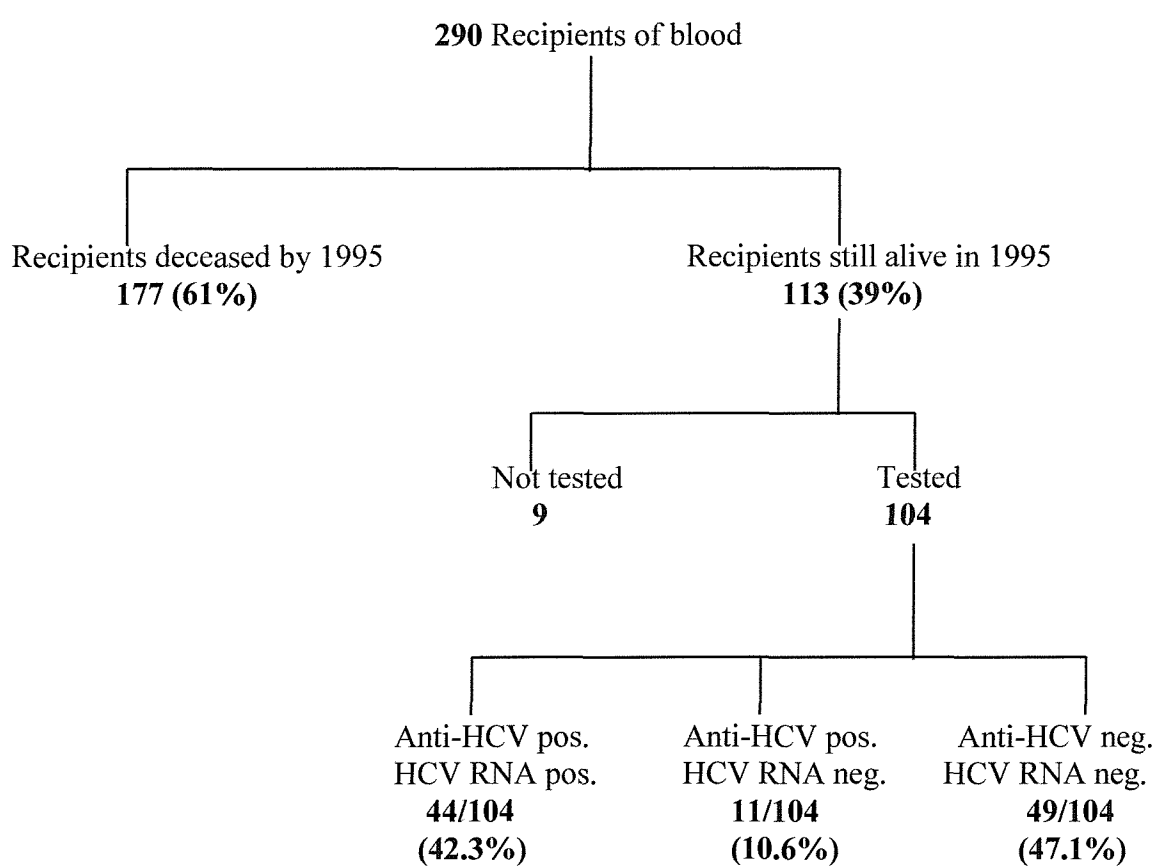 290 Recipients of blood
Recipients deceased by 1995
177 (61%)
Recipients still alive in 1995
113 (39%)
Not tested
9
Tested
104
Anti-HCV pos.
HCV RNA pos.
44/104
(42.3%)
Anti-HCV pos.
HCV RNA neg.
11/104
(10.6%)
Anti-HCV neg.
HCV RNA neg.
49/104
(47.1%)